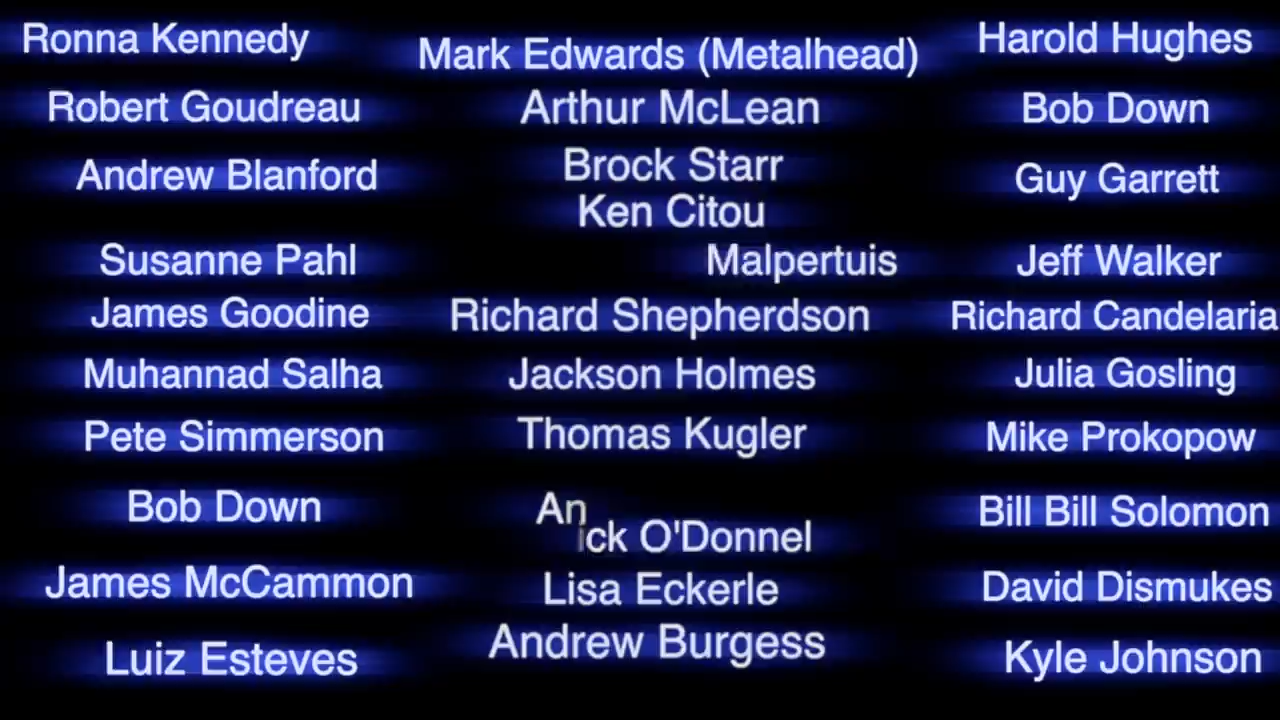 Ronna Kennedy
Robert Goudreau
Andrew Blanford
Susanne Pahl
James Goodine
Muhannad Salha
Pete Simmerson
Bob Down
James McCammon
Luiz Esteves
Mark Edwards (Metalhead)
Arthur McLean
Brock Starr
Ken Citou
Malpertuis
Richard Shepherdson
Jackson Holmes
Thomas Kugler
O'Donnel
Lisa Eckerle
Andrew Burgess
Harold Hughes
Bob Down
Guy Garrett
Jeff Walker
Richard Candelaria
Julia Gosling
Mike Prokopow
Bill Bill Solomon
David Dismukes
Kyle Johnson